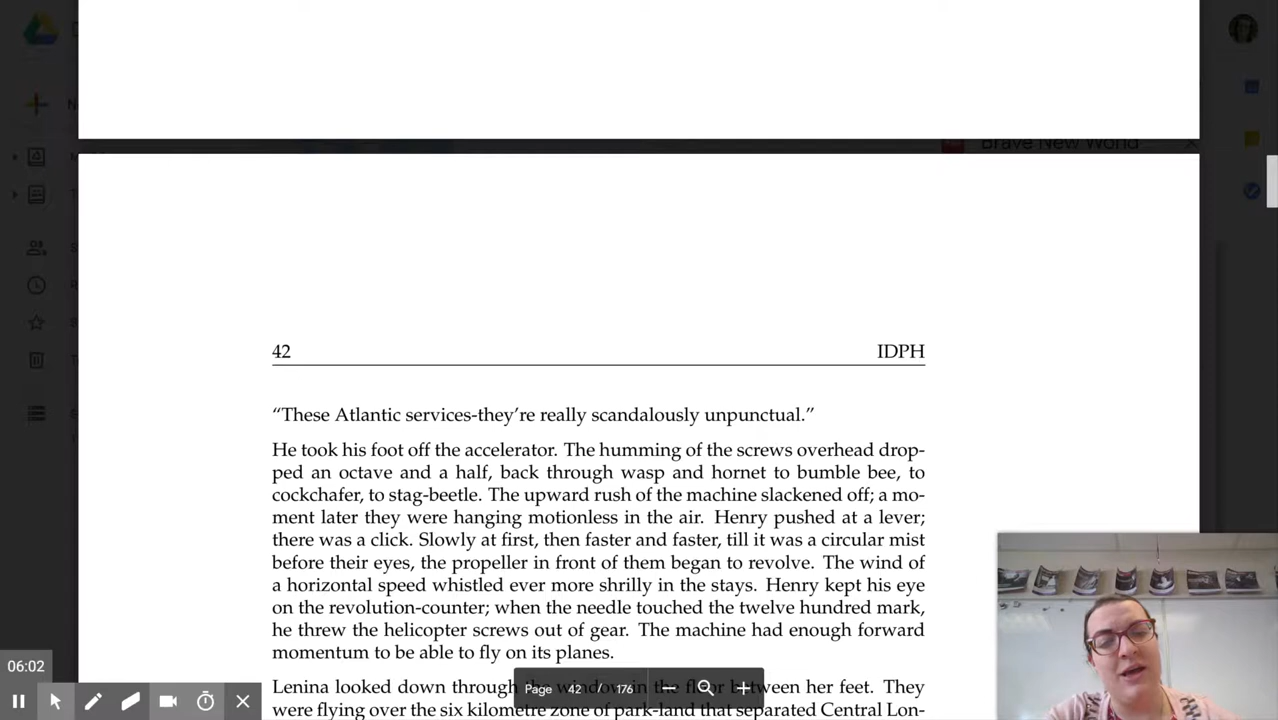 Brave New World
42 IDPH
“These Atlantic services-they’re really scandalously unpunctual.”
He took his foot off the accelerator. The humming of the screws overhead drop-
ped an octave and a half, back through wasp and hornet to bumble bee, to
cockchafer, to stag-beetle. The upward rush of the machine slackened off; a mo-
ment later they were hanging motionless in the air. Henry pushed at a lever;
there was a click. Slowly at first, then faster and faster, till it was a circular mist
before their eyes, the propeller in front of them began to revolve. The wind of
a horizontal speed whistled ever more shrilly in the stays. Henry kept his eye
on the revolution-counter; when the needle touched the twelve hundred mark,
he threw the helicopter screws out of gear. The machine had enough forward
momentum to be able to fly on its planes.
Lenina looked down through the window in the floor between her feet. They
were flying over the six kilometre zone of park-land that separated Central Lon-
Page 42 / 176
06:02